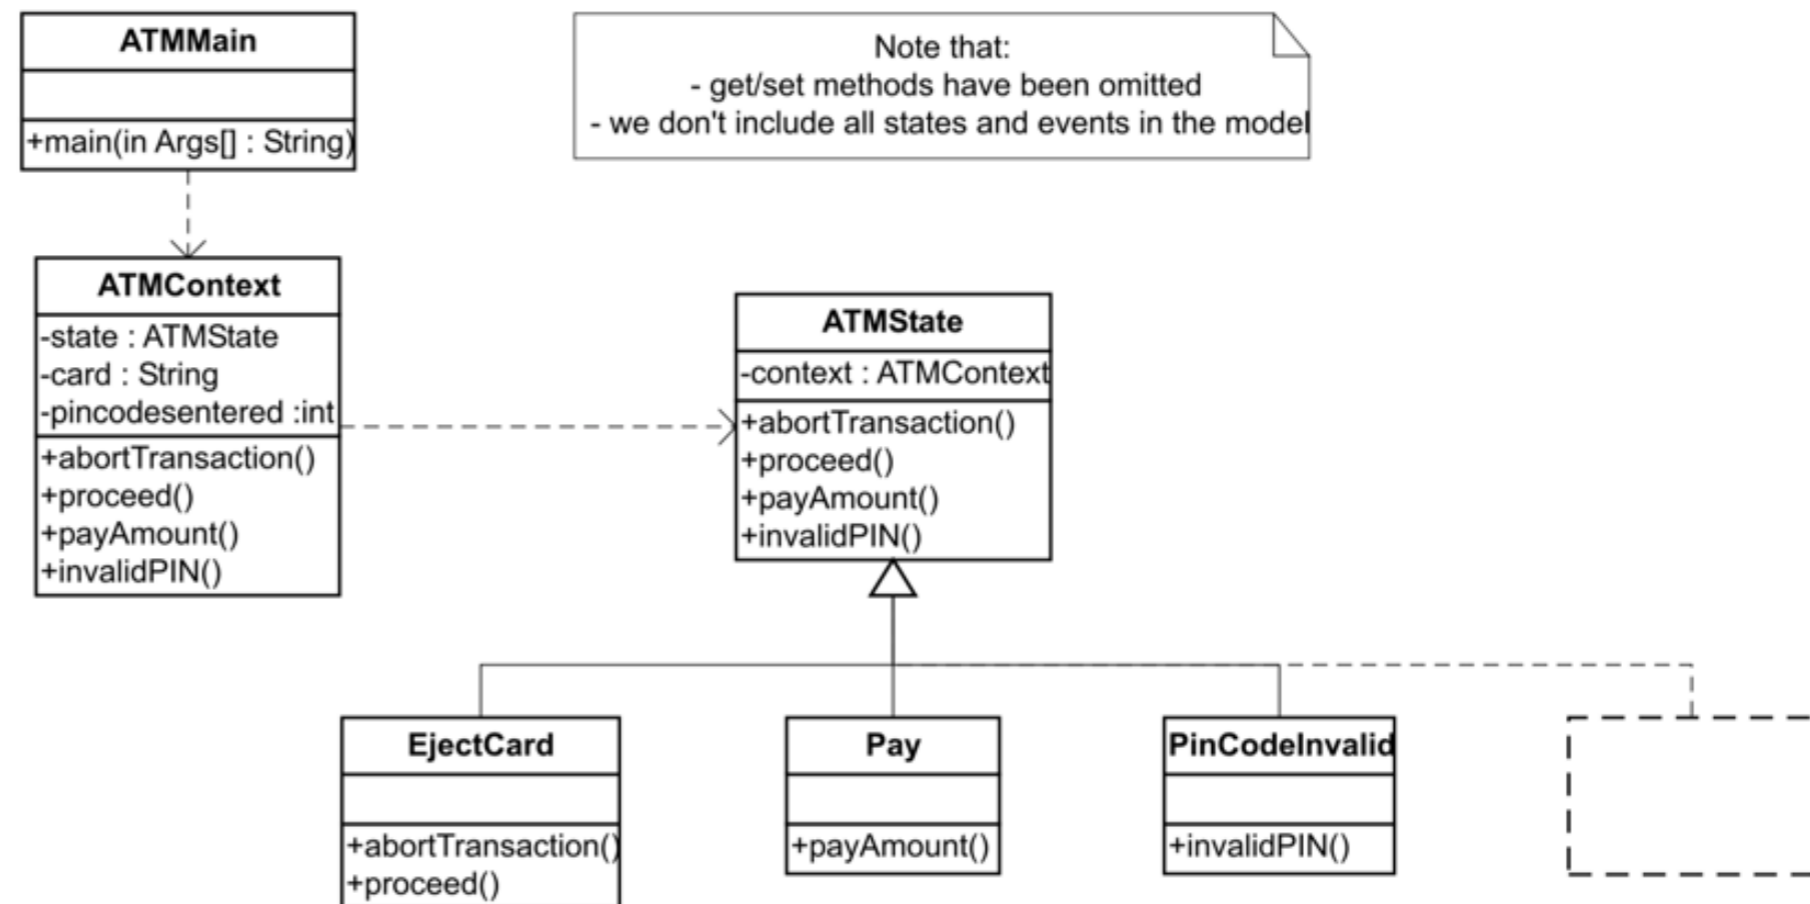 ATMMain
+main(in Args[] : String)
Note that:
- get/set methods have been omitted
- we don't include all states and events in the model
ATMContext
-state : ATMState
-card : String
-pincodesentered :int
+abortTransaction()
+proceed()
+payAmount()
+invalidPIN()
ATMState
-context : ATMContext
+abortTransaction()
+proceed()
+payAmount()
+invalidPIN()
EjectCard
+abortTransaction()
+proceed()
Pay
+payAmount()
PinCodeInvalid
+invalidPIN()